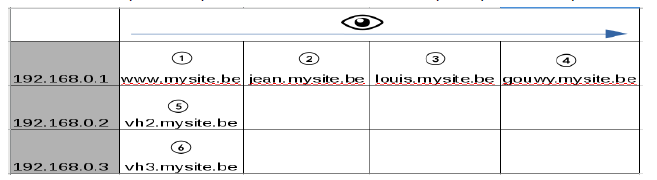 ① ② ③ ④
192.168.0.1 www.mysite.be jean.mysite.be louis.mysite.be gouwy.mysite.be
⑤
192.168.0.2 vh2.mysite.be
⑥
192.168.0.3 vh3.mysite.be